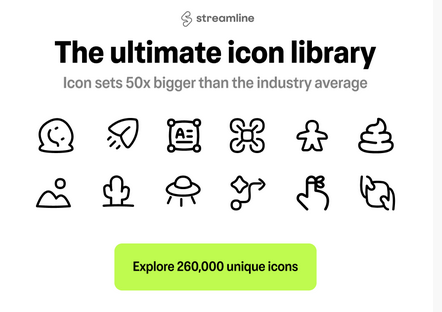 streamline
The ultimate icon library
Icon sets 50x bigger than the industry average
A
Explore 260,000 unique icons